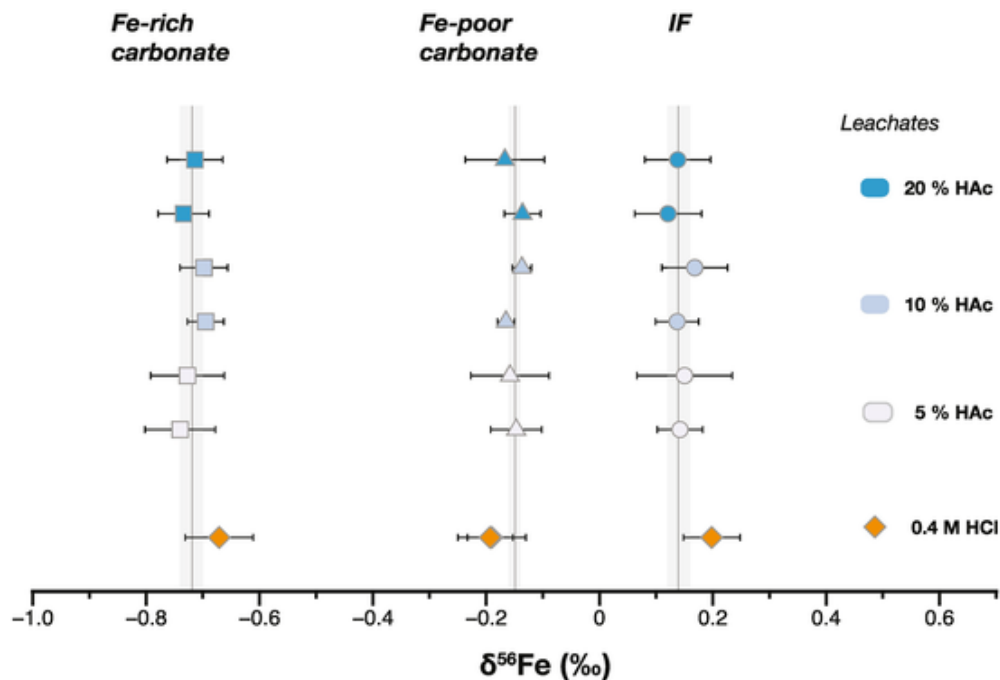 Fe-rich
carbonate
Fe-poor
carbonate
IF
Leachates
20 % HAc
10 % HAc
5 % HAc
0.4 M HCl
−1.0 −0.8 −0.6 −0.4 −0.2 0 0.2 0.4 0.6
δ⁵⁶Fe (‰)